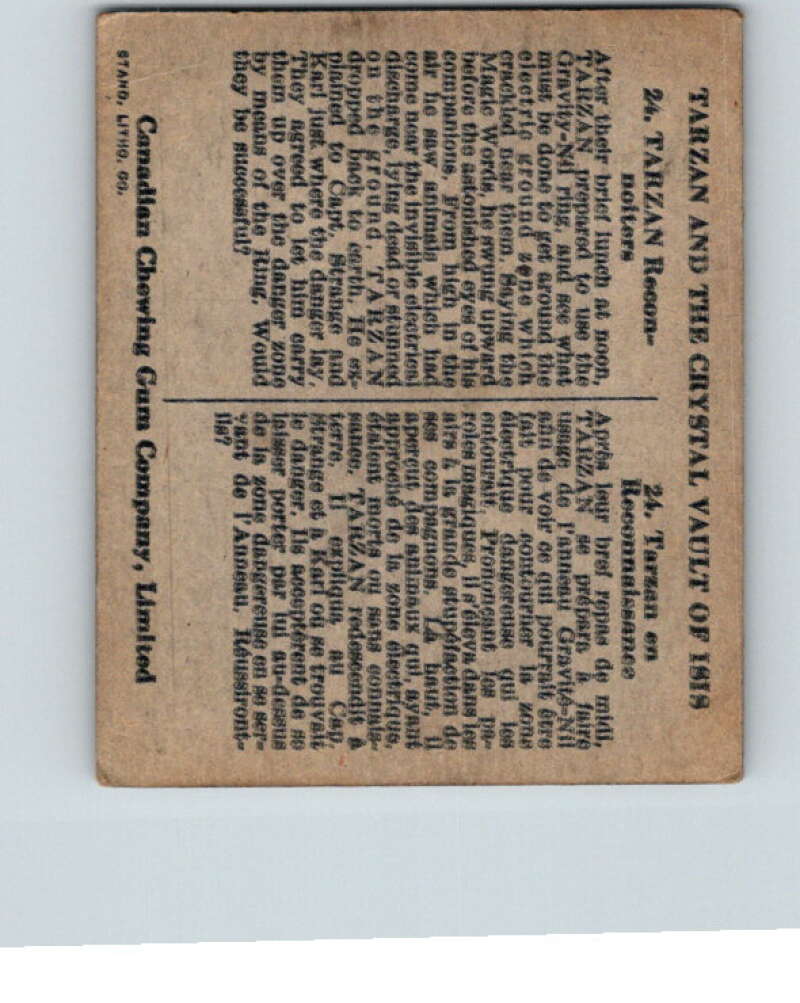 TARZAN AND THE CRYSTAL VAULT OF ISIS
24. TARZAN Recon-
noiters
After their brief lunch at noon,
TARZAN prepared to use the
Gravity-Nil ring, and see what
must be done to get around the
electric ground zone which
crackled near them. Saying the
Magic Words, he swung upward
before the astonished eyes of his
companions. From high in the
air he saw animals which had
come near the invisible electrical
discharge, lying dead or stunned
on the ground. TARZAN
dropped back to earth. He ex-
plained to Capt. Strange and
Karl just where the danger lay.
They agreed to let him carry
them up over the danger zone
by means of the Ring. Would
they be successful?
24. Tarzan en
Reconnaissance
Après leur bref repas de midi,
TARZAN se prépara à faire
usage de l'anneau Gravité-Nil
afin de voir ce qui pourrait être
fait pour contourner la zone
électrique dangereuse qui les
entourait. Prononcant les pa-
roles magiques, il s'éleva dans les
airs à la grande stupéfaction de
ses compagnons. Là haut, il
aperçut des animaux qui, ayant
approché de la zone électrique,
étaient morts ou sans connais-
sance. TARZAN redescendit à
terre. Il expliqua au Cap.
Strange et à Karl où se trouvait
le danger. Ils accepterent de se
laisser porter par lui au-dessus
de la zone dangereuse en se ser-
vant de l'Anneau. Réussiront-
ils?
Canadian Chewing Gum Company, Limited
STAND. LITHO. CO.